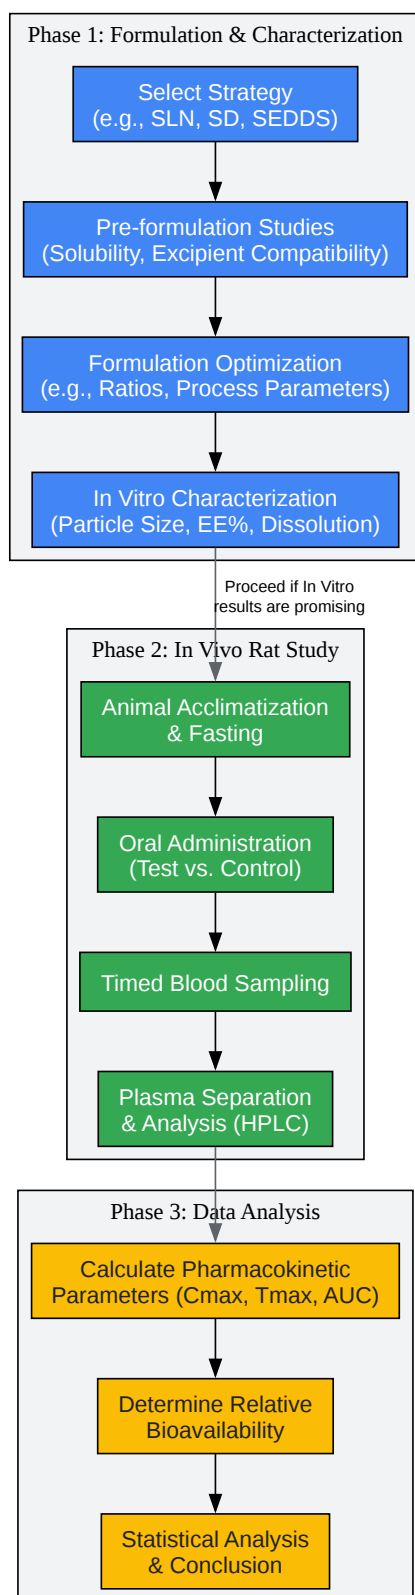 Phase 1: Formulation & Characterization
Select Strategy
(e.g., SLN, SD, SEDDS)
Pre-formulation Studies
(Solubility, Excipient Compatibility)
Formulation Optimization
(e.g., Ratios, Process Parameters)
In Vitro Characterization
(Particle Size, EE%, Dissolution)
Proceed if In Vitro
results are promising
Phase 2: In Vivo Rat Study
Animal Acclimatization
& Fasting
Oral Administration
(Test vs. Control)
Timed Blood Sampling
Plasma Separation
& Analysis (HPLC)
Phase 3: Data Analysis
Calculate Pharmacokinetic
Parameters (Cmax, Tmax, AUC)
Determine Relative
Bioavailability
Statistical Analysis
& Conclusion